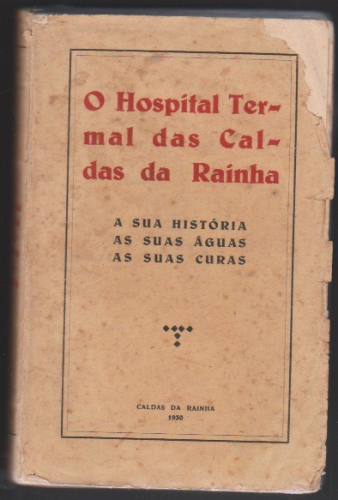 O Hospital Ter-
mal das Cal-
das da Rainha
A SUA HISTÓRIA
AS SUAS ÁGUAS
AS SUAS CURAS
CALDAS DA RAINHA
1930